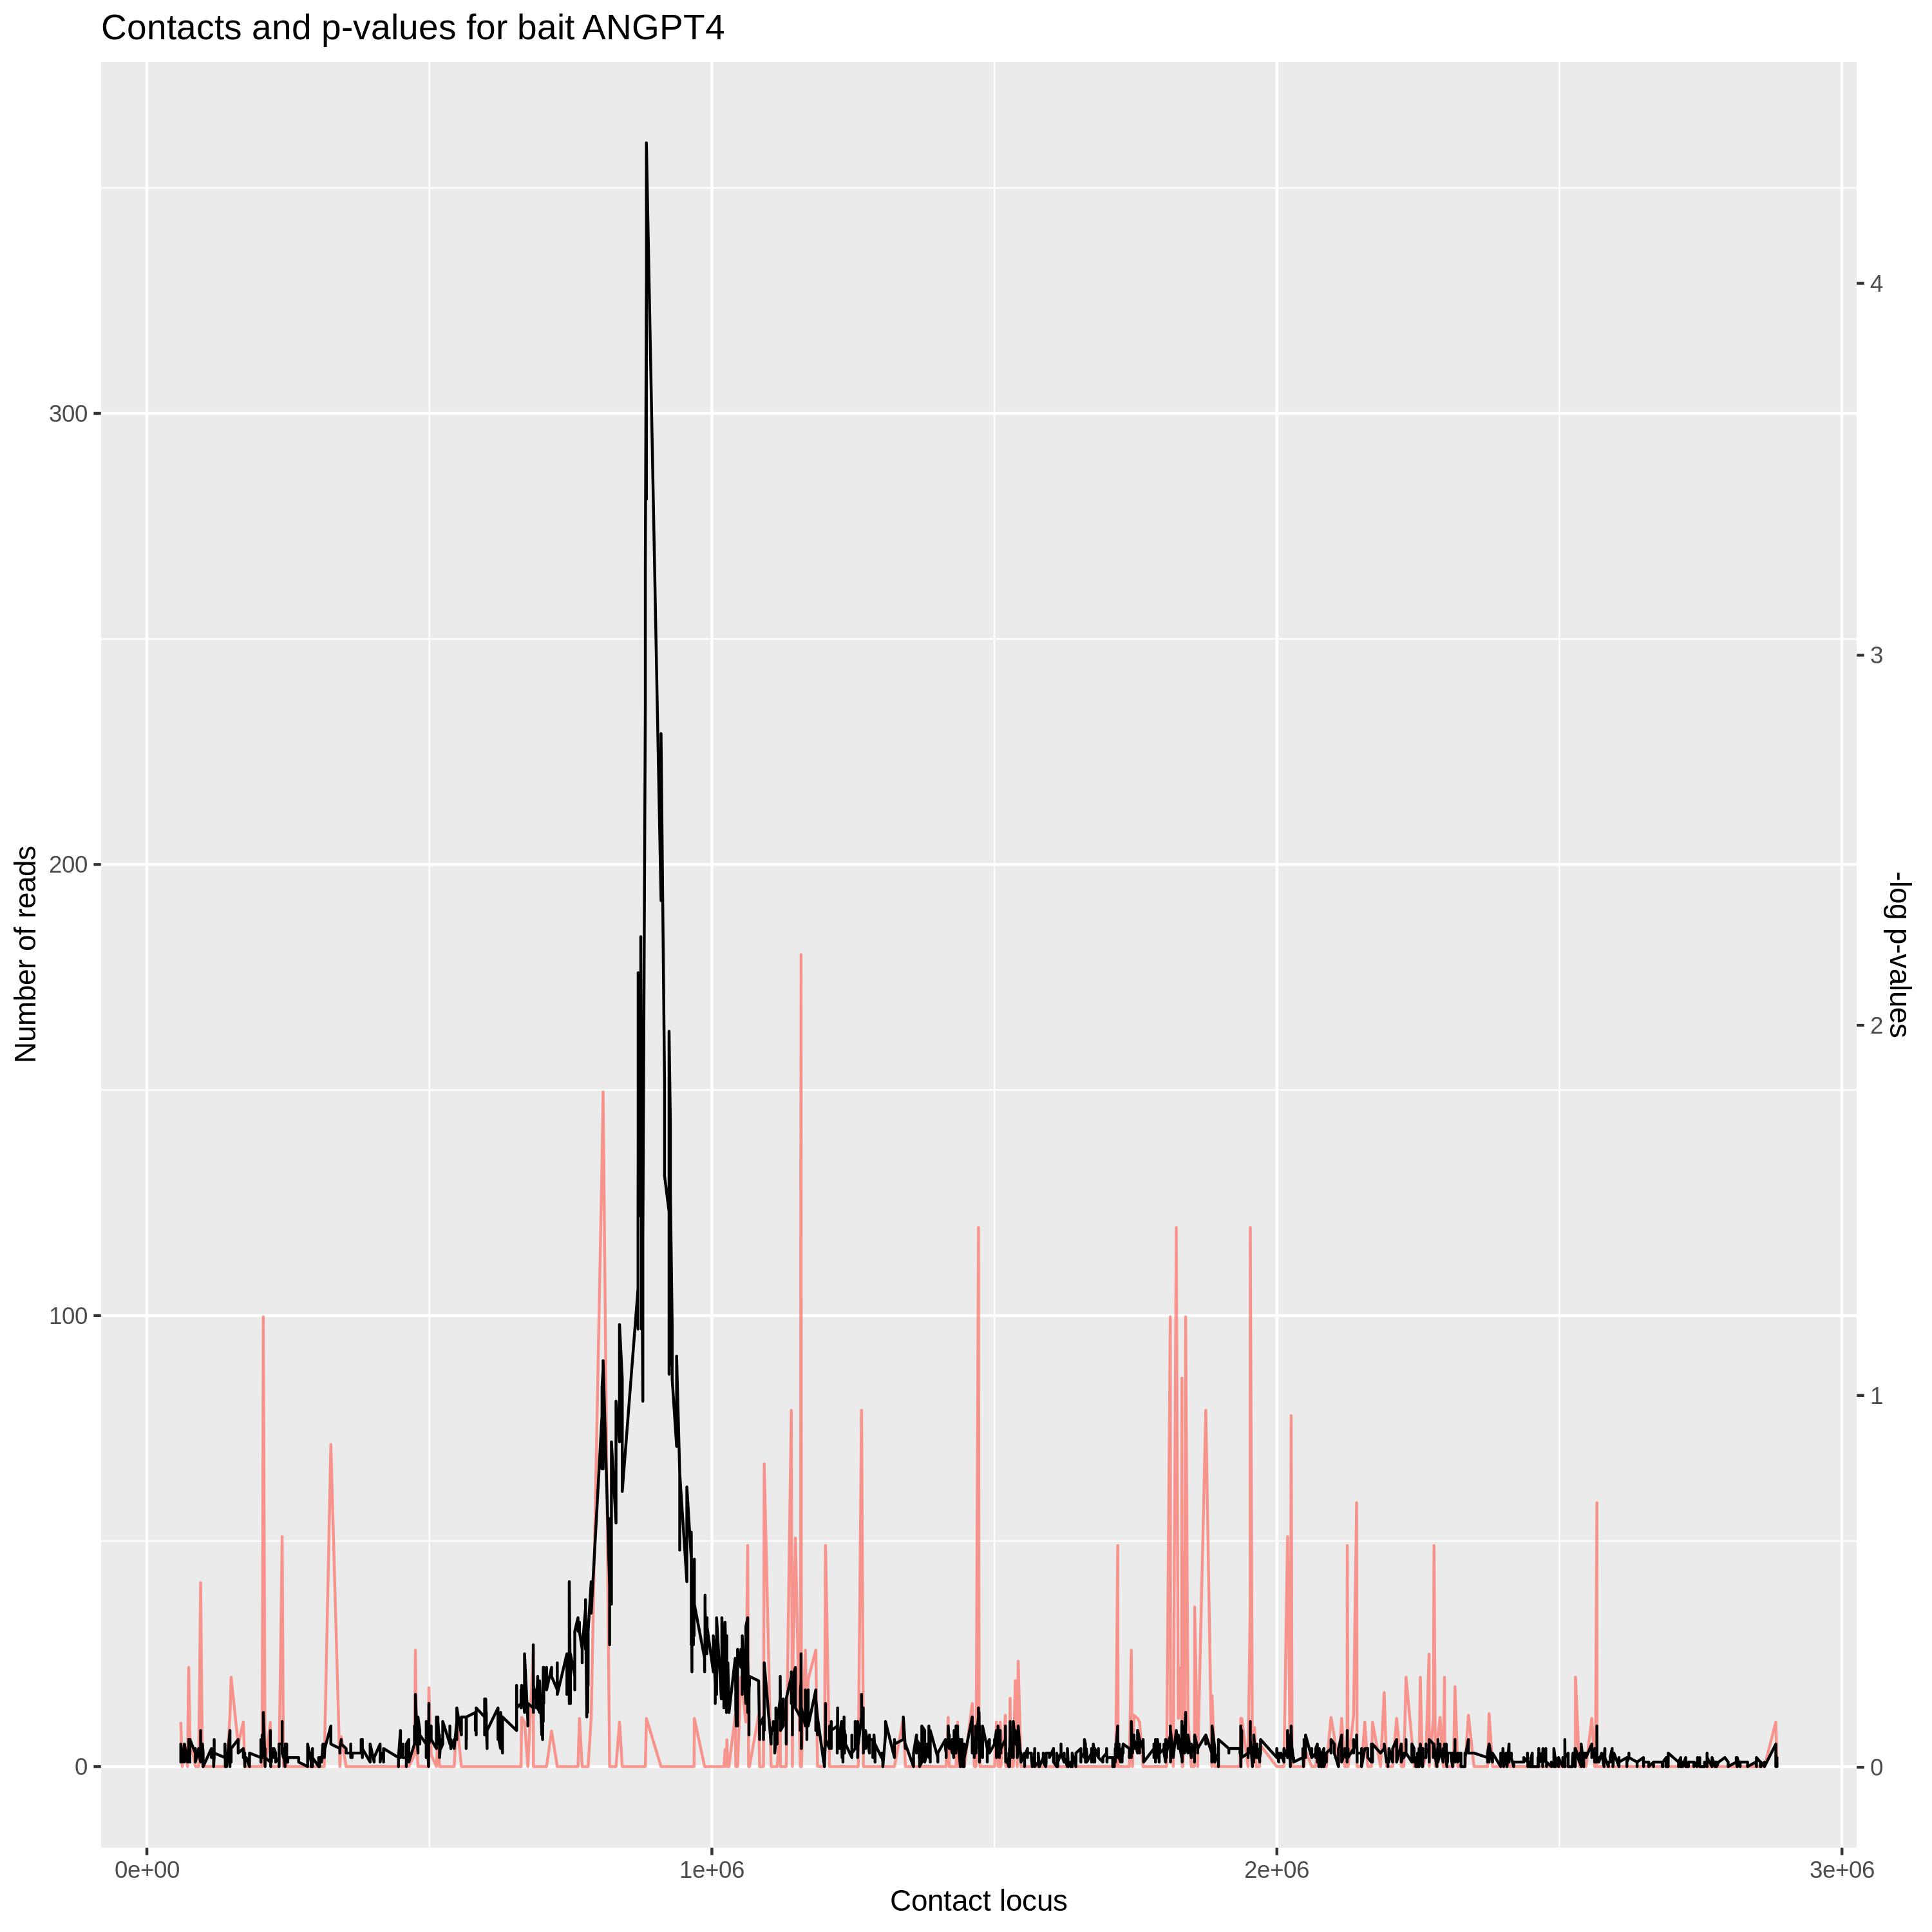 Contacts and p-values for bait ANGPT4
Number of reads
300
200
100
0
4
3
2
1
0
-log p-values
0e+00
1e+06
2e+06
3e+06
Contact locus